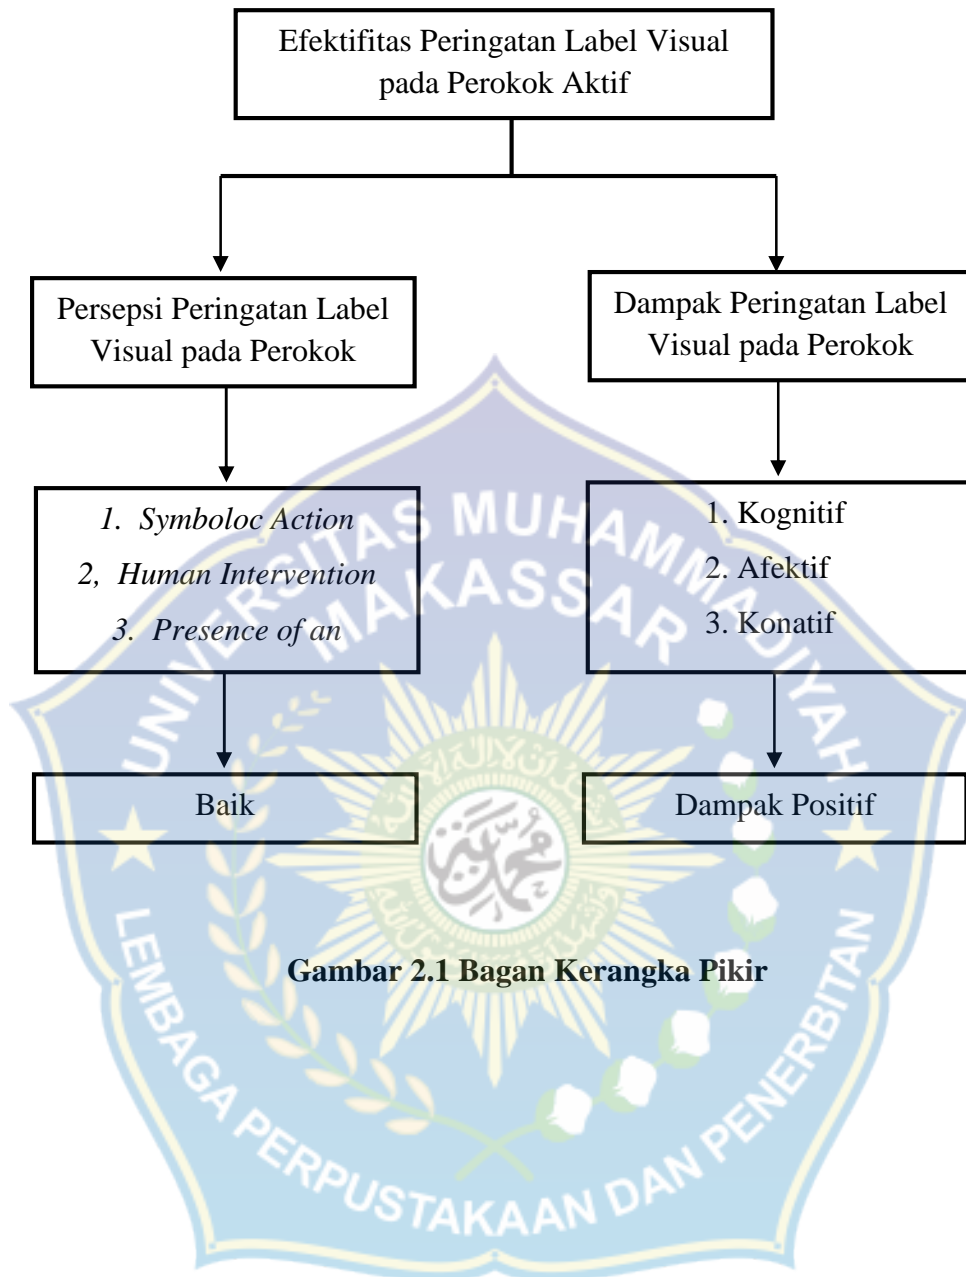 Efektifitas Peringatan Label Visual
pada Perokok Aktif
Persepsi Peringatan Label
Visual pada Perokok
Dampak Peringatan Label
Visual pada Perokok
1. Symboloc Action
2, Human Intervention
3. Presence of an
1. Kognitif
2. Afektif
3. Konatif
Baik
Dampak Positif
Gambar 2.1 Bagan Kerangka Pikir
UNIVERSITAS MUHAMMADIYAH
MAKASSAR
LEMBAGA PERPUSTAKAAN DAN PENERBITAN